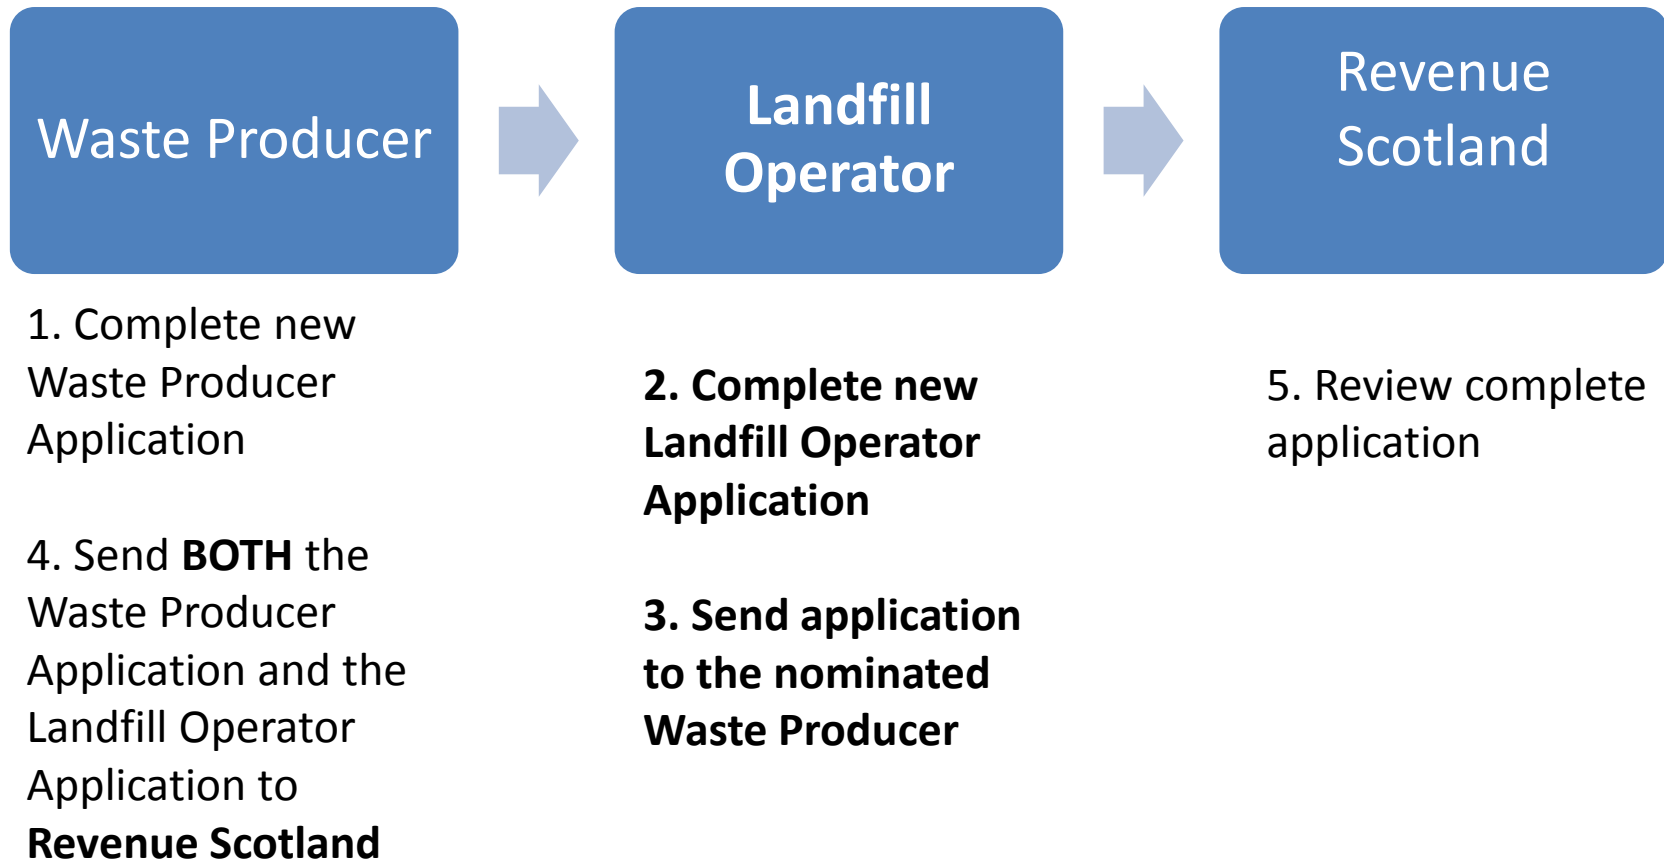 Waste Producer
Landfill
Operator
Revenue
Scotland
1. Complete new
Waste Producer
Application
4. Send BOTH the
Waste Producer
Application and the
Landfill Operator
Application to
Revenue Scotland
2. Complete new
Landfill Operator
Application
3. Send application
to the nominated
Waste Producer
5. Review complete
application